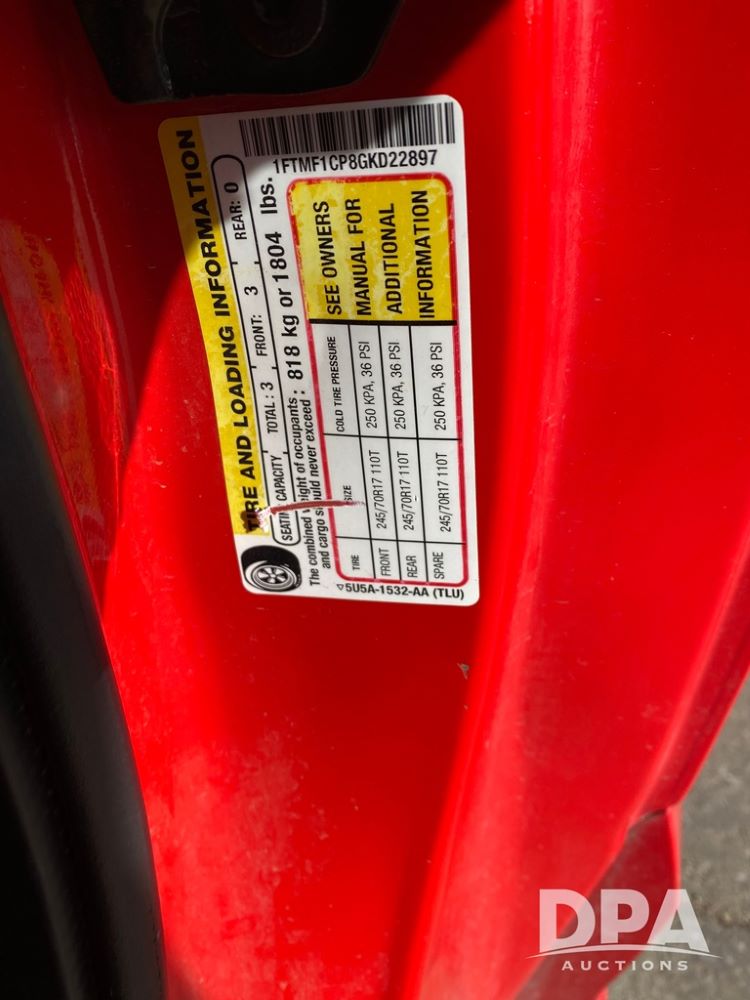 1FTMF1CP8GKD22897
TIRE AND LOADING INFORMATION
SEATING CAPACITY TOTAL : 3 FRONT: 3 REAR: 0
The combined weight of occupants and cargo should never exceed : 818 kg or 1804 lbs.
TIRE SIZE COLD TIRE PRESSURE
FRONT 245/70R17 110T 250 KPA, 36 PSI
REAR 245/70R17 110T 250 KPA, 36 PSI
SPARE 245/70R17 110T 250 KPA, 36 PSI
SEE OWNERS
MANUAL FOR
ADDITIONAL
INFORMATION
5U5A-1532-AA (TLU)
DPA
AUCTIONS